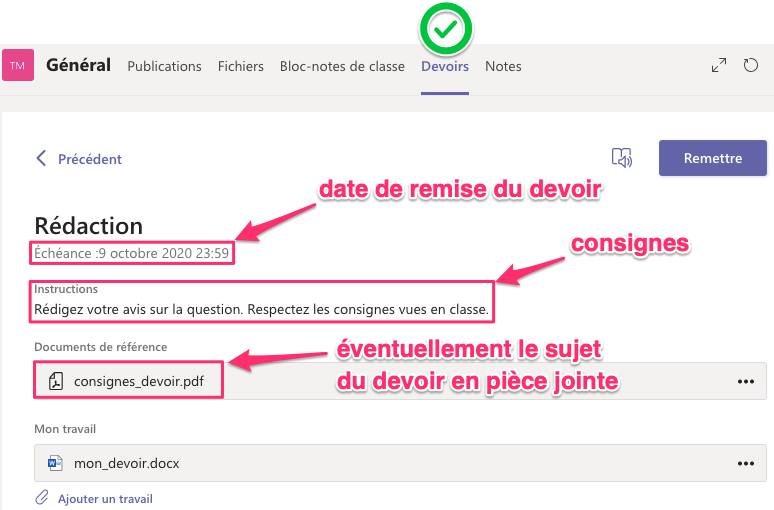 TM Général Publications Fichiers Bloc-notes de classe Devoirs Notes
Précédent
Remettre
date de remise du devoir
Rédaction
Échéance :9 octobre 2020 23:59
consignes
Instructions
Rédigez votre avis sur la question. Respectez les consignes vues en classe.
Documents de référence
éventuellement le sujet
du devoir en pièce jointe
consignes_devoir.pdf
Mon travail
mon_devoir.docx
Ajouter un travail